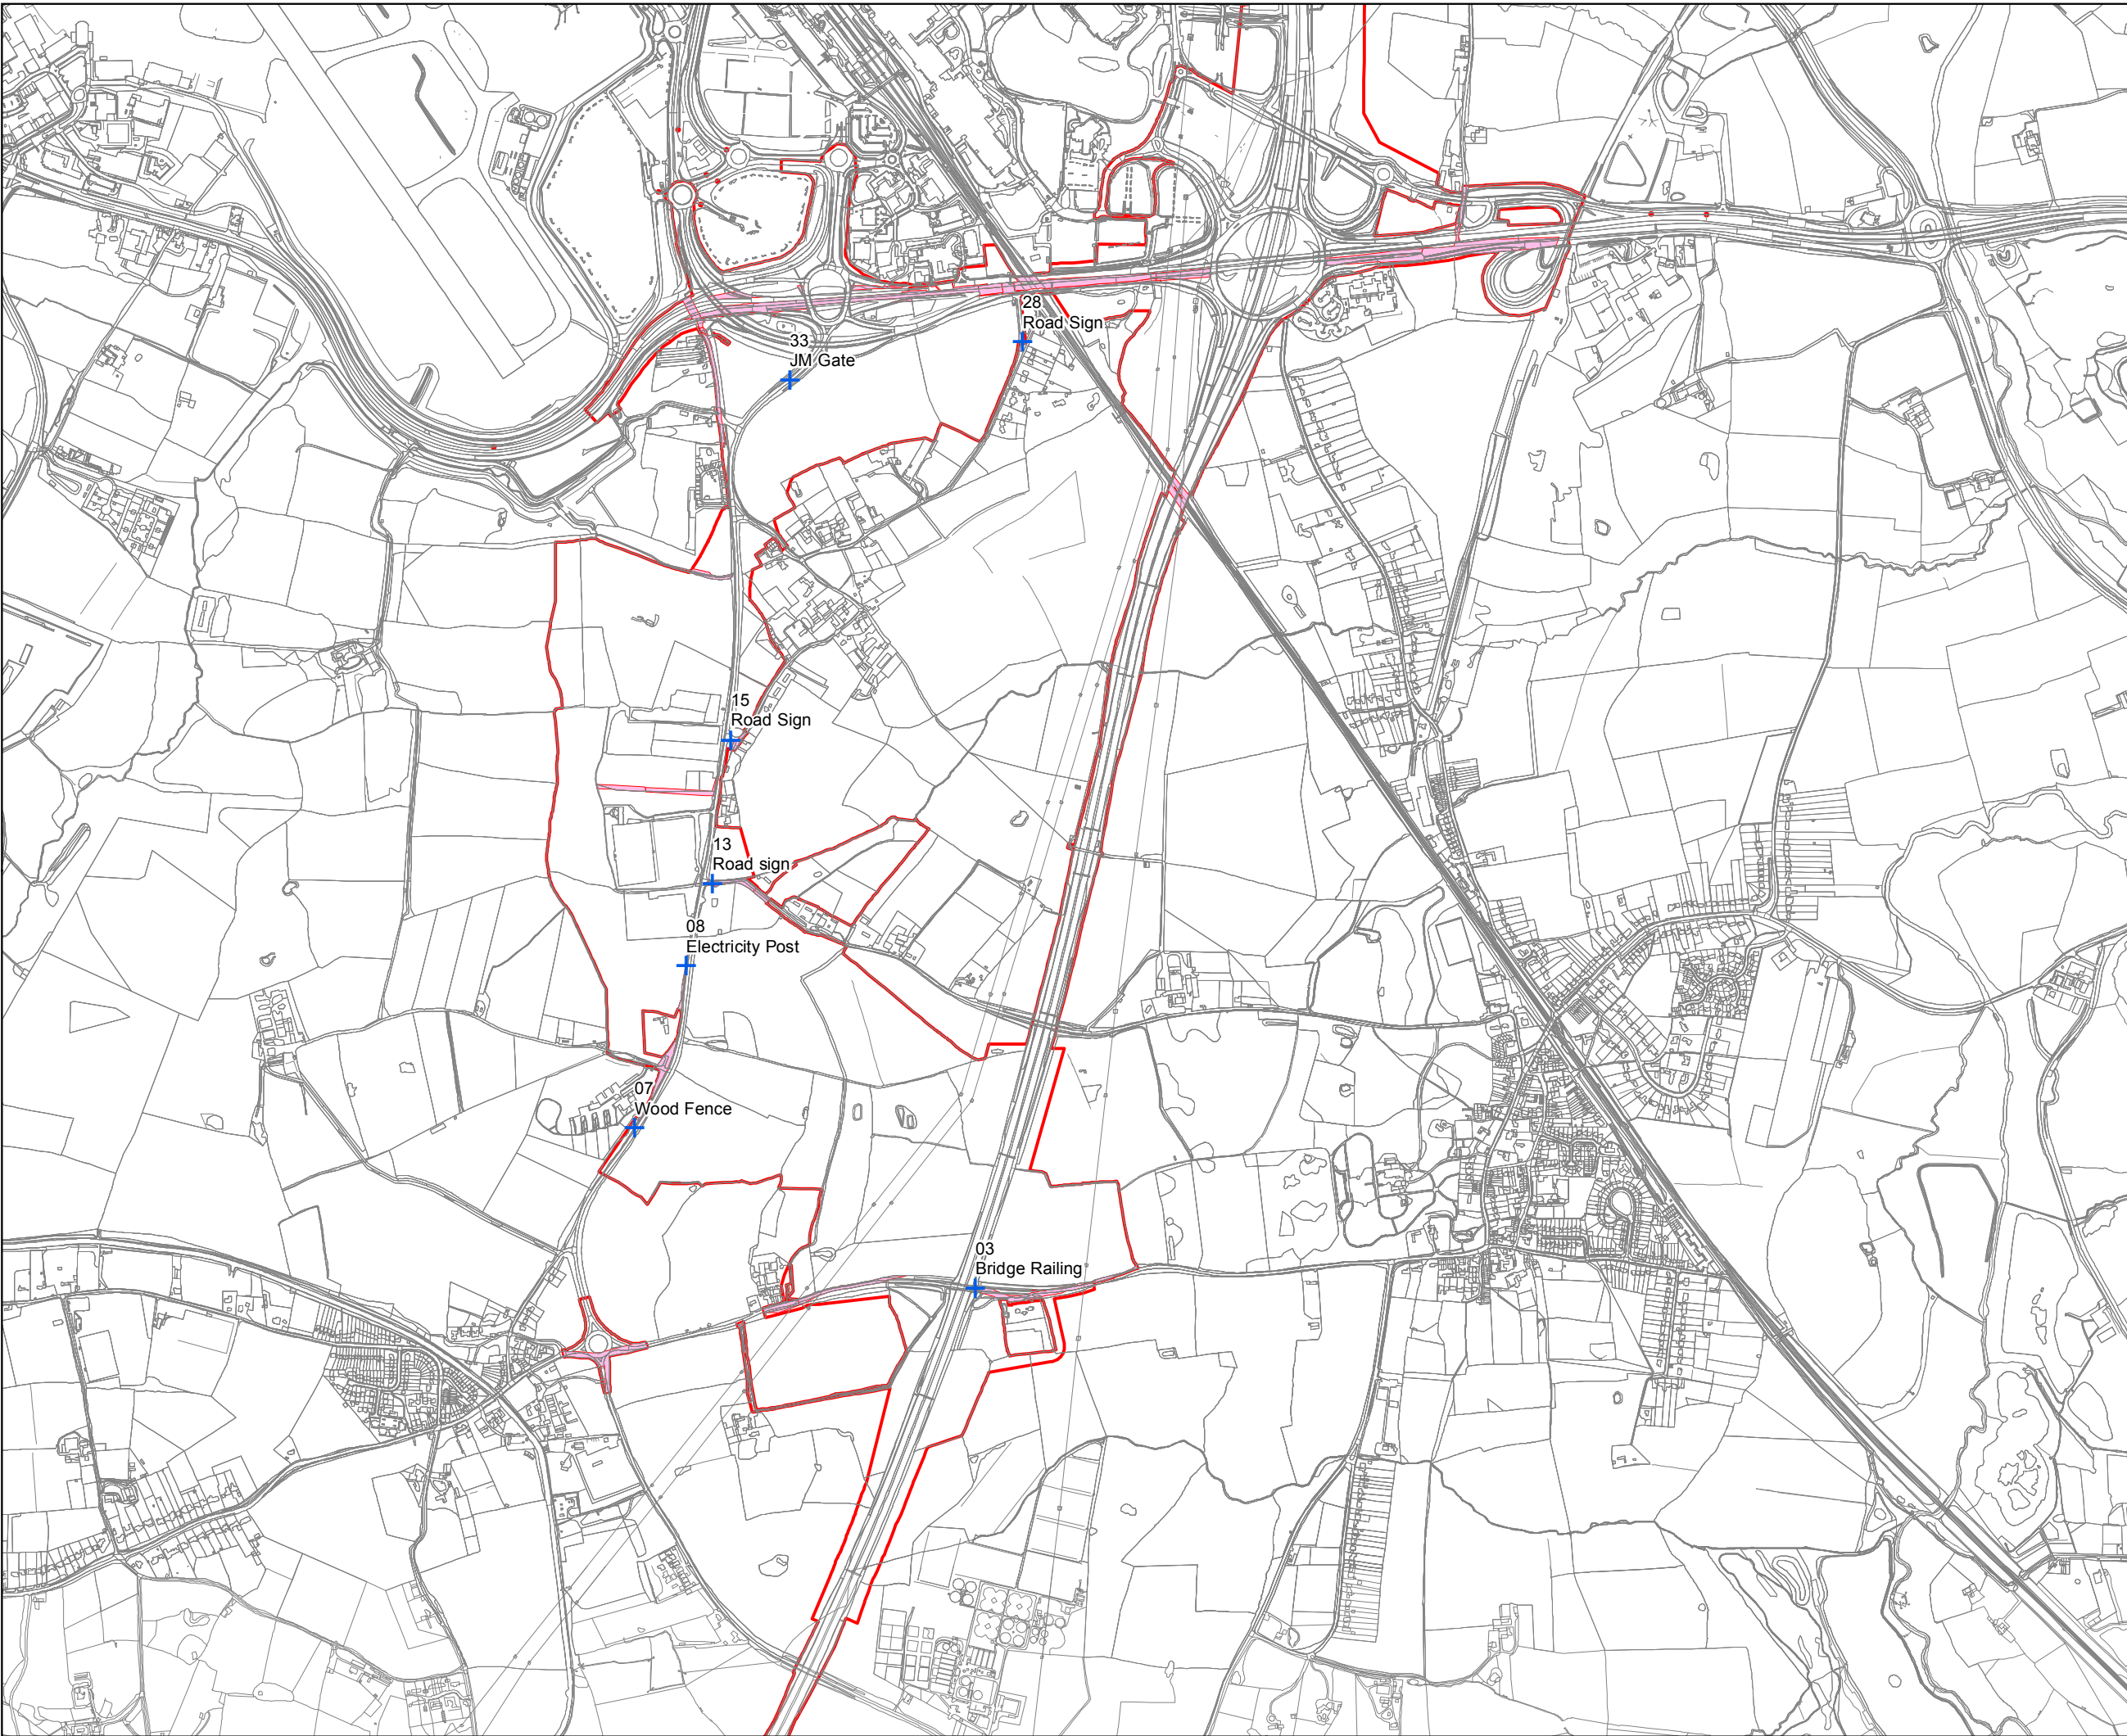 28
Road Sign
33
JM Gate
15
Road Sign
13
Road sign
08
Electricity Post
07
Wood Fence
03
Bridge Railing